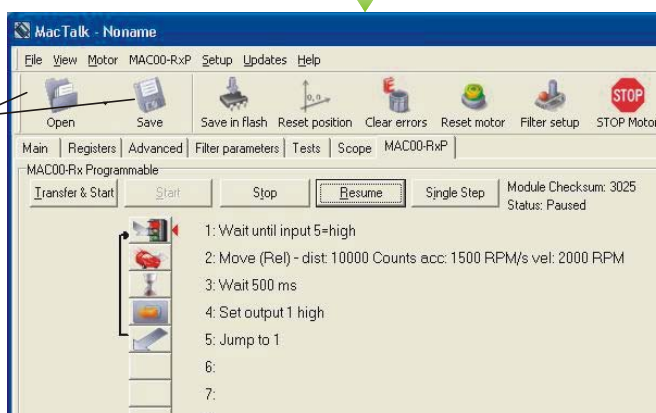 MacTalk - Noname
File View Motor MAC00-RxP Setup Updates Help
Open Save Save in flash Reset position Clear errors Reset motor Filter setup STOP Motor
STOP
Main Registers Advanced Filter parameters Tests Scope MAC00-RxP
MAC00-Rx Programmable
Transfer & Start Start Stop Resume Single Step Module Checksum: 3025
Status: Paused
1: Wait until input 5=high
2: Move (Rel) - dist: 10000 Counts acc: 1500 RPM/s vel: 2000 RPM
3: Wait 500 ms
4: Set output 1 high
5: Jump to 1
6:
7: